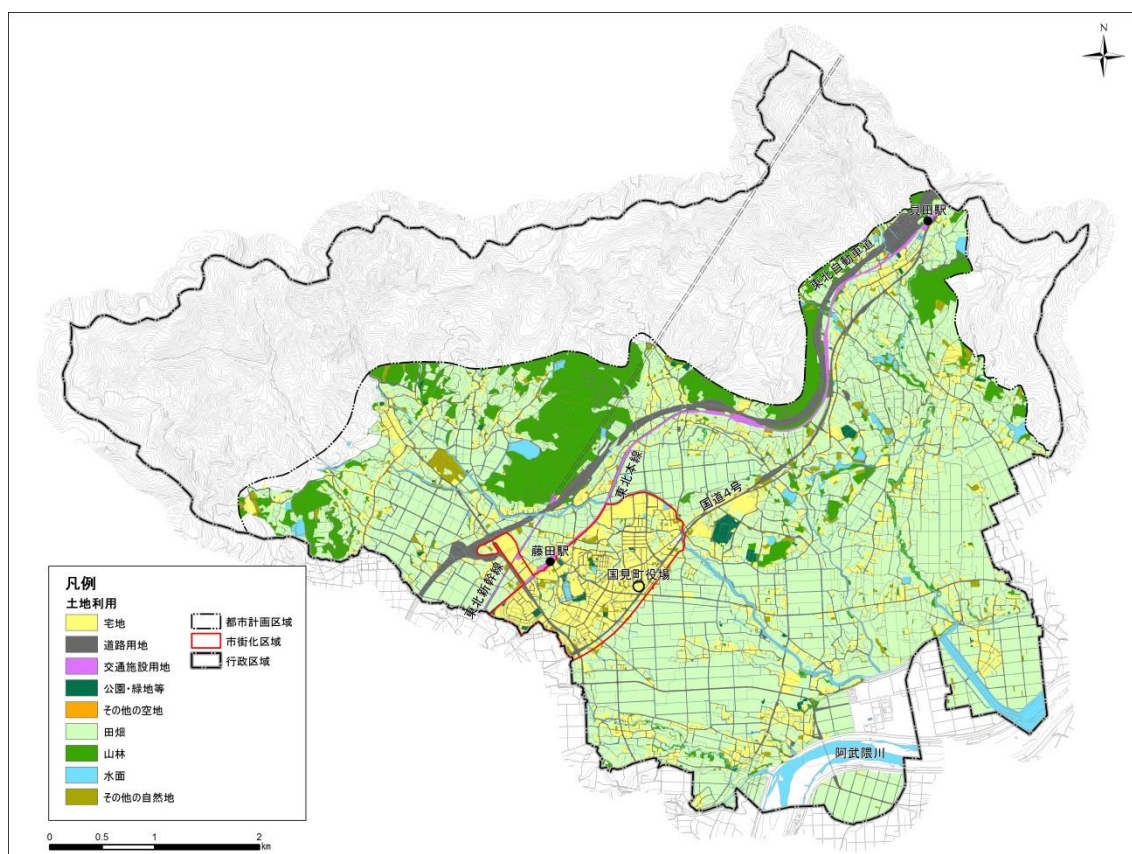 N
貝田駅
東北自動車道
東北本線
国道4号
藤田駅
国見町役場
東北新幹線
阿武隈川
凡例
土地利用
宅地
道路用地
交通施設用地
公園・緑地等
その他の空地
田畑
山林
水面
その他の自然地
都市計画区域
市街化区域
行政区域
0 0.5 1 2
km